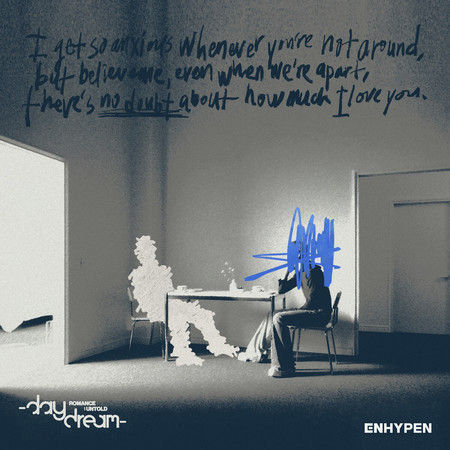 I get so anxious whenever you're not around,
but believe me, even when we're apart,
there's no doubt about how much I love you.
-day ROMANCE : UNTOLD
dream-
ENHYPEN